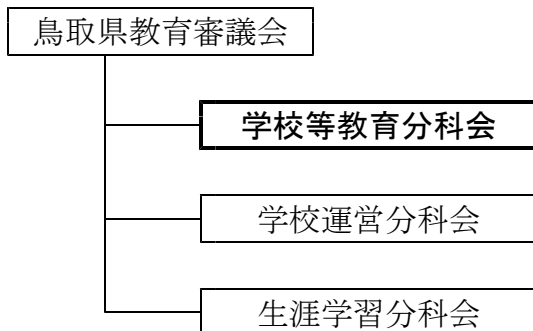 鳥取県教育審議会
学校等教育分科会
学校運営分科会
生涯学習分科会